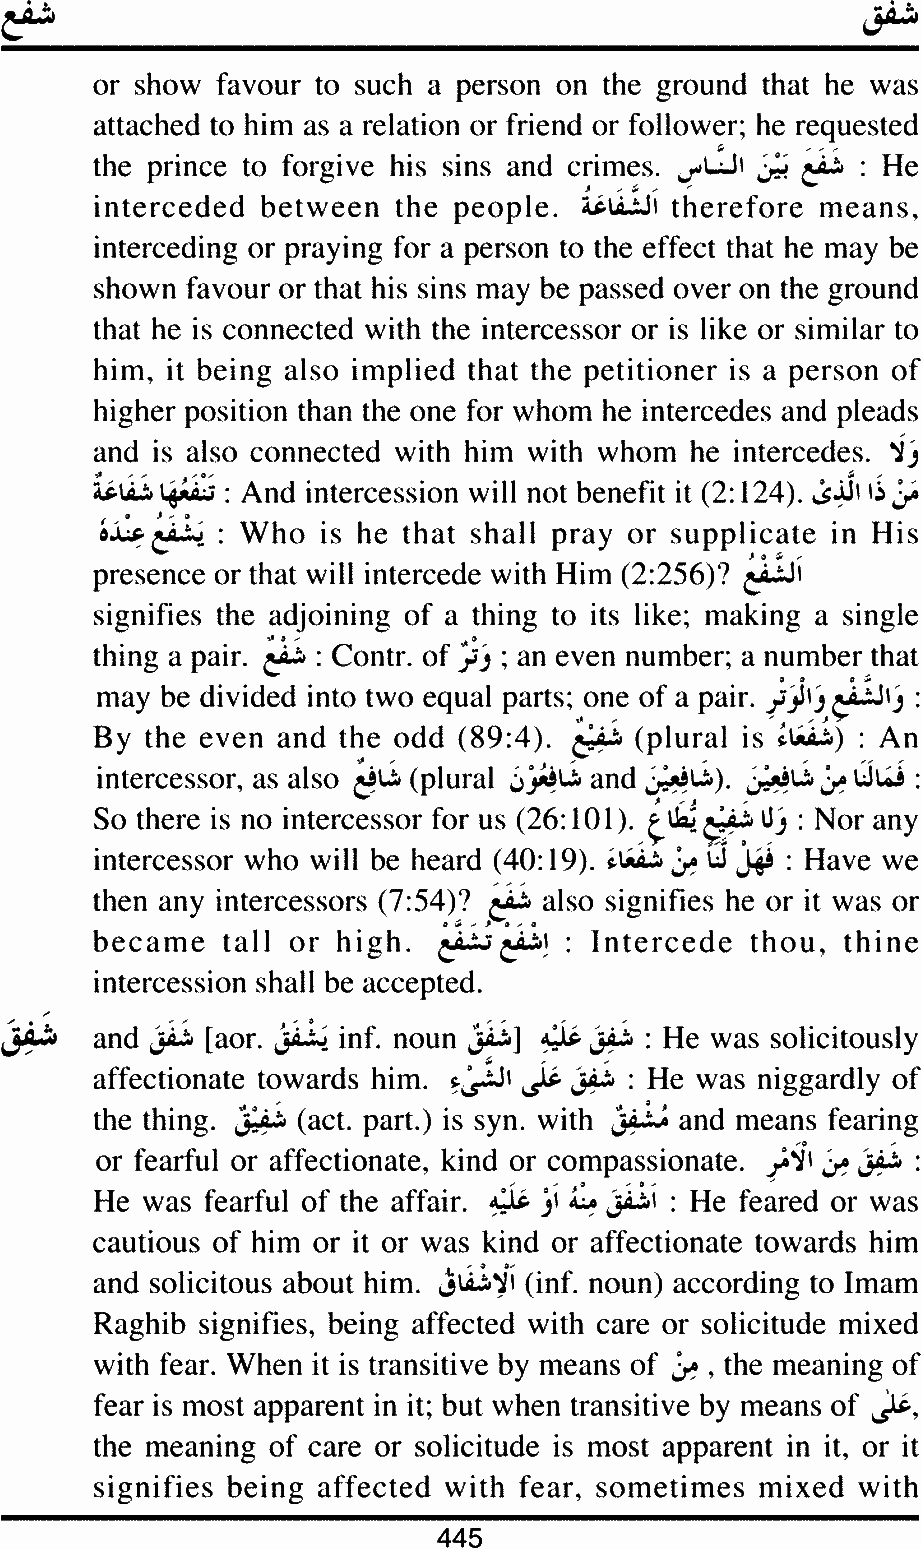 شفع شفق
or show favour to such a person on the ground that he was
attached to him as a relation or friend or follower; he requested
the prince to forgive his sins and crimes. شَفَعَ بَيْنَ النَّاسِ : He
interceded between the people. اَلشَّفَاعَةُ therefore means,
interceding or praying for a person to the effect that he may be
shown favour or that his sins may be passed over on the ground
that he is connected with the intercessor or is like or similar to
him, it being also implied that the petitioner is a person of
higher position than the one for whom he intercedes and pleads
and is also connected with him with whom he intercedes. وَلَا
تَنْفَعُهَا شَفَاعَةٌ : And intercession will not benefit it (2:124). مَنْ ذَا الَّذِىْ
يَشْفَعُ عِنْدَهُ : Who is he that shall pray or supplicate in His
presence or that will intercede with Him (2:256)? اَلشَّفْعُ
signifies the adjoining of a thing to its like; making a single
thing a pair. شَفْعٌ : Contr. of وَتْرٌ ; an even number; a number that
may be divided into two equal parts; one of a pair. وَالشَّفْعِ وَالْوَتْرِ :
By the even and the odd (89:4). شَفِيْعٌ (plural is شُفَعَاءُ) : An
intercessor, as also شَافِعٌ (plural شَافِعُوْنَ and شَافِعِيْنَ). فَمَالَنَا مِنْ شَافِعِيْنَ :
So there is no intercessor for us (26:101). وَلَا شَفِيْعٍ يُّطَاعُ : Nor any
intercessor who will be heard (40:19). فَهَلْ لَّنَا مِنْ شُفَعَاءَ : Have we
then any intercessors (7:54)? شَفَعَ also signifies he or it was or
became tall or high. اِشْفَعْ تُشَفَّعْ : Intercede thou, thine
intercession shall be accepted.
شَفِقَ and شَفَقَ [aor. يَشْفَقُ inf. noun شَفَقٌ] شَفِقَ عَلَيْهِ : He was solicitously
affectionate towards him. شَفِقَ عَلَى الشَّىْءِ : He was niggardly of
the thing. شَفِيْقٌ (act. part.) is syn. with مُشْفِقٌ and means fearing
or fearful or affectionate, kind or compassionate. شَفِقَ مِنَ الْاَمْرِ :
He was fearful of the affair. اَشْفَقَ مِنْهُ اَوْ عَلَيْهِ : He feared or was
cautious of him or it or was kind or affectionate towards him
and solicitous about him. اَلْاِشْفَاقُ (inf. noun) according to Imam
Raghib signifies, being affected with care or solicitude mixed
with fear. When it is transitive by means of مِنْ , the meaning of
fear is most apparent in it; but when transitive by means of عَلٰى,
the meaning of care or solicitude is most apparent in it, or it
signifies being affected with fear, sometimes mixed with
445